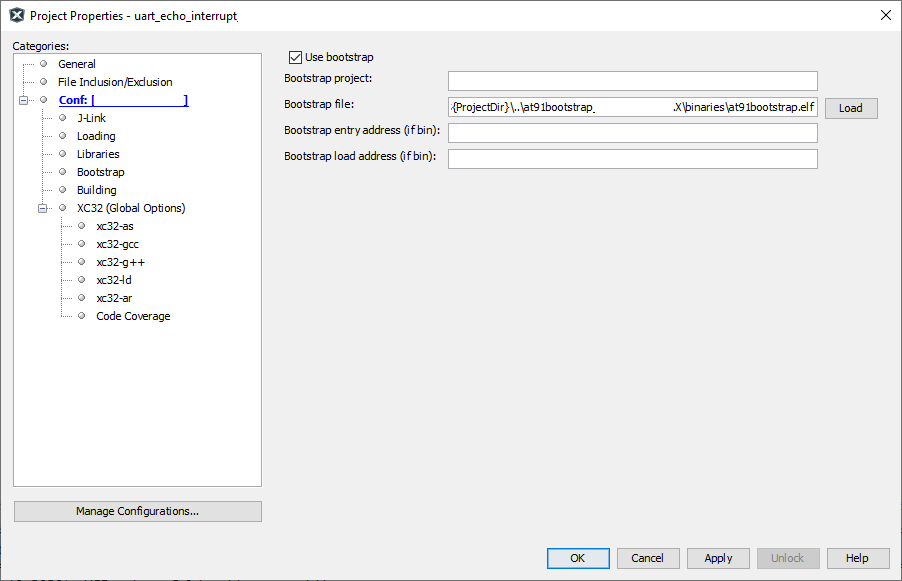 Project Properties - uart_echo_interrupt
Categories:
General
File Inclusion/Exclusion
Conf: [ ]
J-Link
Loading
Libraries
Bootstrap
Building
XC32 (Global Options)
xc32-as
xc32-gcc
xc32-g++
xc32-ld
xc32-ar
Code Coverage
Manage Configurations...
Use bootstrap
Bootstrap project:
Bootstrap file: {ProjectDir}\..\at91bootstrap_ .X\binaries\at91bootstrap.elf Load
Bootstrap entry address (if bin):
Bootstrap load address (if bin):
OK Cancel Apply Unlock Help